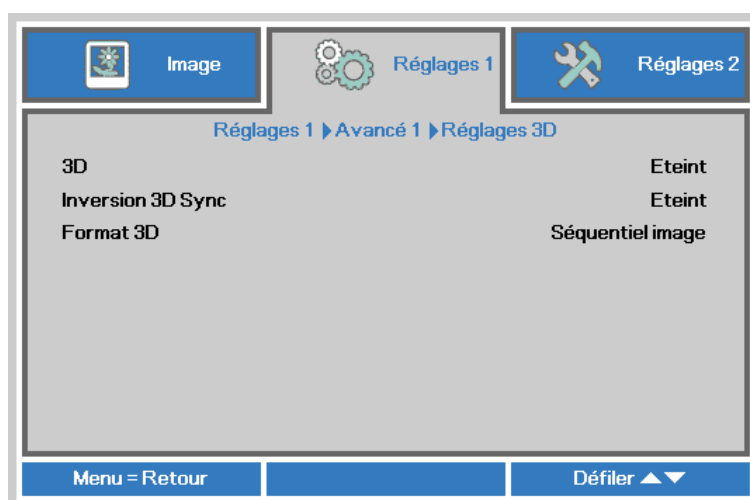 Image
Réglages 1
Réglages 2
Réglages 1 ▶ Avancé 1 ▶ Réglages 3D
3D Eteint
Inversion 3D Sync Eteint
Format 3D Séquentiel image
Menu = Retour
Défiler ▲▼